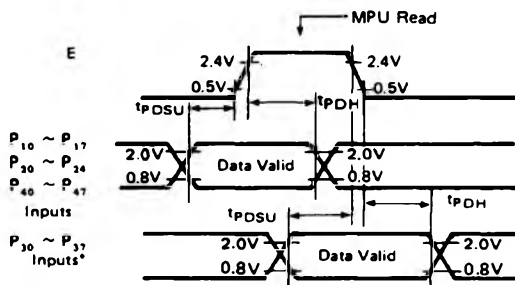 MPU Read
E
2.4V
2.4V
0.5V
0.5V
tPDSU
tPDH
P10 ~ P17
P20 ~ P24
P40 ~ P47
Inputs
2.0V
0.8V
Data Valid
2.0V
0.8V
tPDSU
tPDH
P30 ~ P37
Inputs*
2.0V
0.8V
Data Valid
2.0V
0.8V